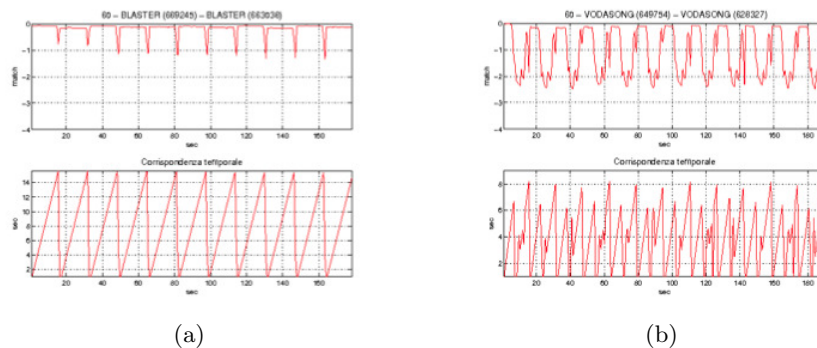 60 – BLASTER (669245) – BLASTER (663036)
0
-1
-2
-3
-4
match
20 40 60 80 100 120 140 160
sec
Corrispondenza temporale
14
12
10
8
6
4
2
sec
20 40 60 80 100 120 140 160
sec
(a)
60 – VODASONG (649754) – VODASONG (628327)
0
-1
-2
-3
-4
match
20 40 60 80 100 120 140 160 180
sec
Corrispondenza temporale
8
6
4
2
sec
20 40 60 80 100 120 140 160 180
sec
(b)